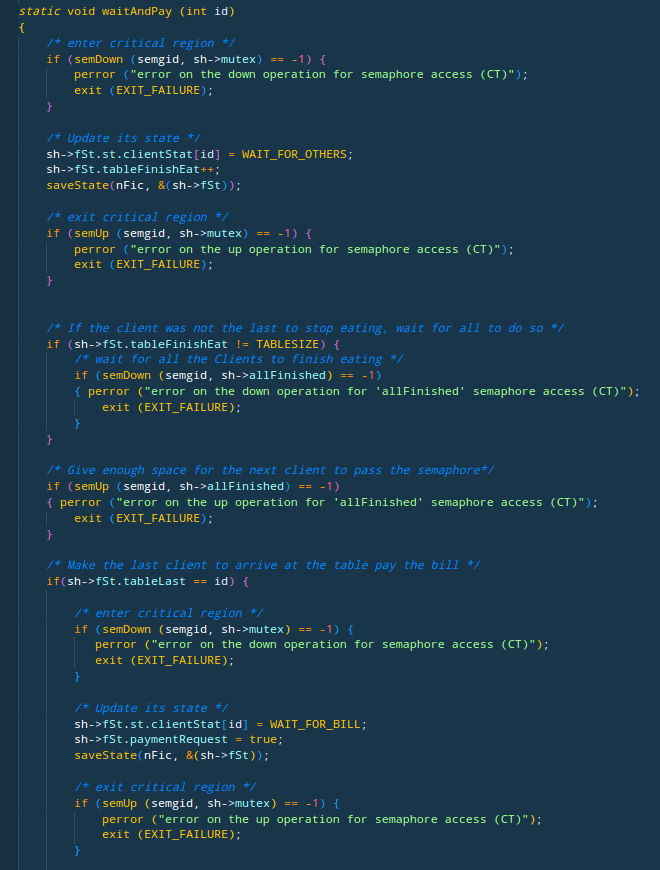 static void waitAndPay (int id)
{
/* enter critical region */
if (semDown (semgid, sh->mutex) == -1) {
perror ("error on the down operation for semaphore access (CT)");
exit (EXIT_FAILURE);
}
/* Update its state */
sh->fSt.st.clientStat[id] = WAIT_FOR_OTHERS;
sh->fSt.tableFinishEat++;
saveState(nFic, &(sh->fSt));
/* exit critical region */
if (semUp (semgid, sh->mutex) == -1) {
perror ("error on the up operation for semaphore access (CT)");
exit (EXIT_FAILURE);
}
/* If the client was not the last to stop eating, wait for all to do so */
if (sh->fSt.tableFinishEat != TABLESIZE) {
/* wait for all the Clients to finish eating */
if (semDown (semgid, sh->allFinished) == -1)
{ perror ("error on the down operation for 'allFinished' semaphore access (CT)");
exit (EXIT_FAILURE);
}
}
/* Give enough space for the next client to pass the semaphore*/
if (semUp (semgid, sh->allFinished) == -1)
{ perror ("error on the up operation for 'allFinished' semaphore access (CT)");
exit (EXIT_FAILURE);
}
/* Make the last client to arrive at the table pay the bill */
if(sh->fSt.tableLast == id) {
/* enter critical region */
if (semDown (semgid, sh->mutex) == -1) {
perror ("error on the down operation for semaphore access (CT)");
exit (EXIT_FAILURE);
}
/* Update its state */
sh->fSt.st.clientStat[id] = WAIT_FOR_BILL;
sh->fSt.paymentRequest = true;
saveState(nFic, &(sh->fSt));
/* exit critical region */
if (semUp (semgid, sh->mutex) == -1) {
perror ("error on the up operation for semaphore access (CT)");
exit (EXIT_FAILURE);
}